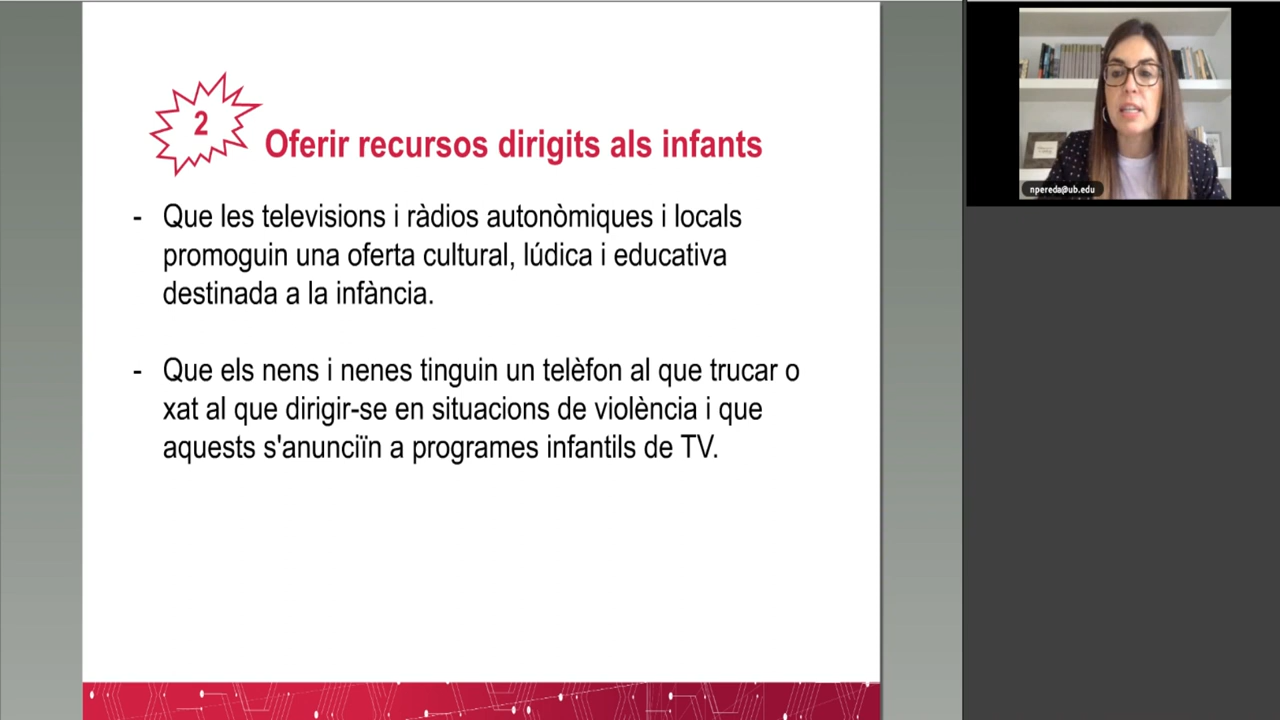 2
Oferir recursos dirigits als infants
- Que les televisions i ràdios autonòmiques i locals
promoguin una oferta cultural, lúdica i educativa
destinada a la infància.
- Que els nens i nenes tinguin un telèfon al que trucar o
xat al que dirigir-se en situacions de violència i que
aquests s'anunciïn a programes infantils de TV.
npereda@ub.edu